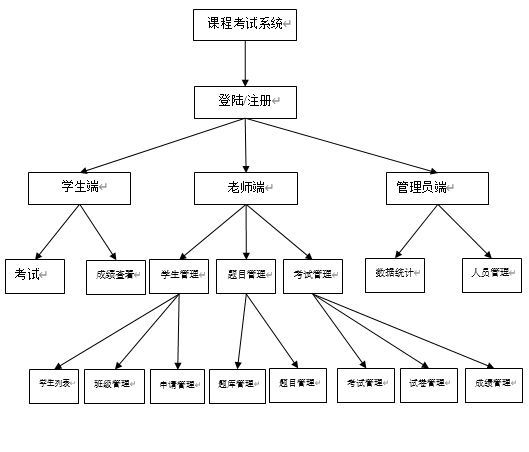 课程考试系统
登陆/注册
学生端
老师端
管理员端
考试
成绩查看
学生管理
题目管理
考试管理
数据统计
人员管理
学生列表
班级管理
申请管理
题库管理
题目管理
考试管理
试卷管理
成绩管理